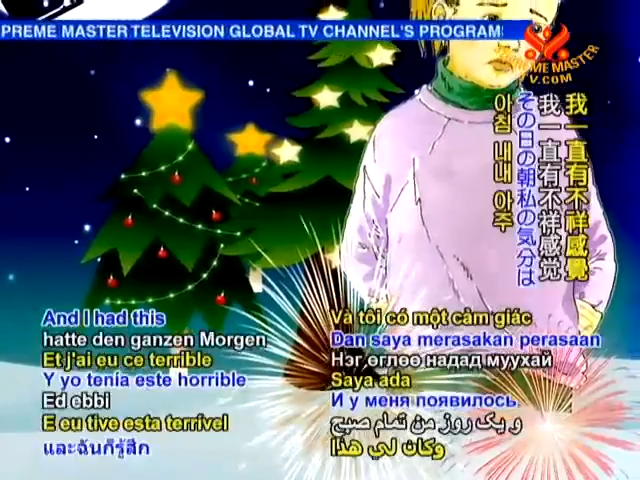 PREME MASTER TELEVISION GLOBAL TV CHANNEL'S PROGRAM
SUPREME MASTER
TV.COM
我一直有不祥感覺
我一直有不祥感觉
その日の朝私の気分は
아침 내내 아주
And I had this
hatte den ganzen Morgen
Et j'ai eu ce terrible
Y yo tenía este horrible
Ed ebbi
E eu tive esta terrível
และฉันก็รู้สึก
Và tôi có một cảm giác
Dan saya merasakan perasaan
Нэг өглөө надад муухай
Saya ada
И у меня появилось
و یک روز من تمام صبح
وكان لي هذا